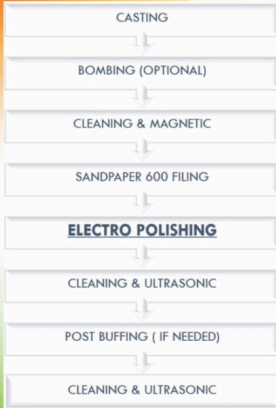 CASTING
BOMBING (OPTIONAL)
CLEANING & MAGNETIC
SANDPAPER 600 FILING
ELECTRO POLISHING
CLEANING & ULTRASONIC
POST BUFFING ( IF NEEDED)
CLEANING & ULTRASONIC